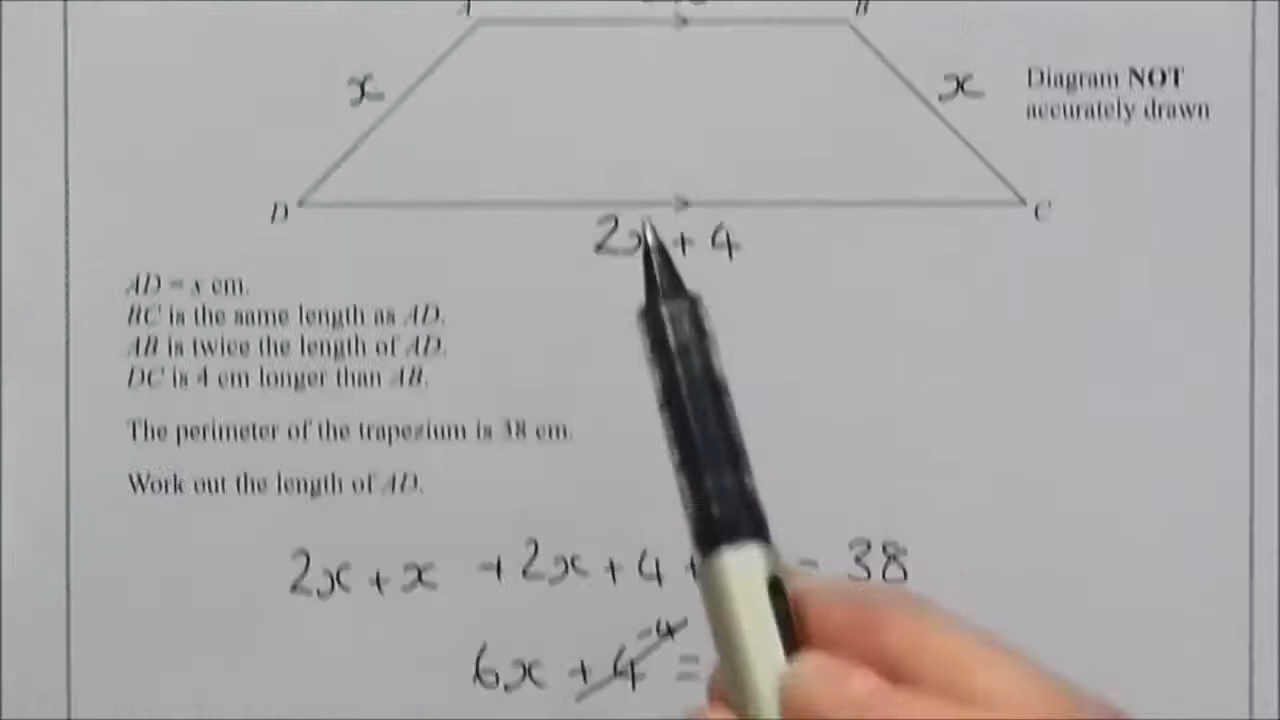 A B
x x Diagram NOT
accurately drawn
D C
2x + 4
AD = x cm.
BC is the same length as AD.
AB is twice the length of AD.
DC is 4 cm longer than AB.
The perimeter of the trapezium is 38 cm.
Work out the length of AD.
2x + x + 2x + 4 + = 38
6x + 4 -4 =